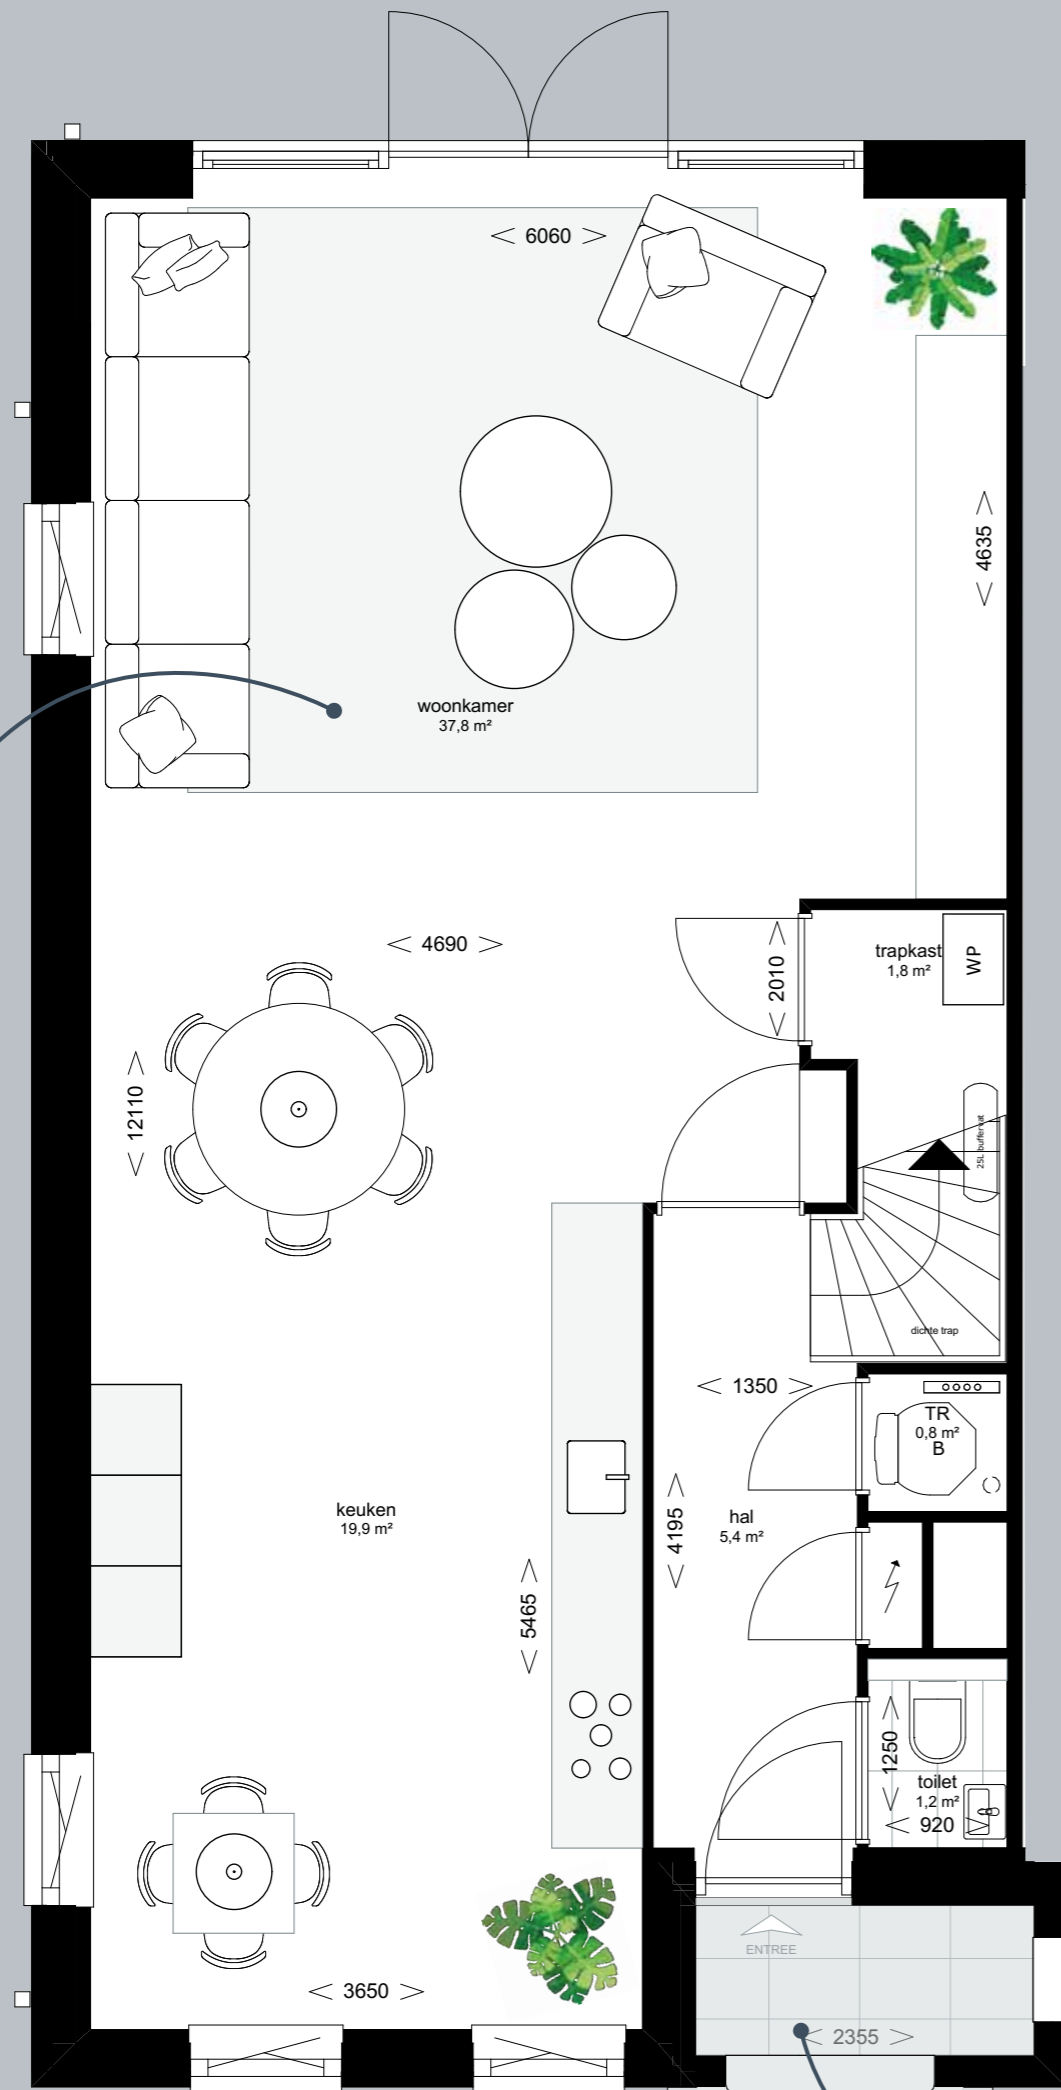 < 6060 >
< 4635 >
woonkamer
37,8 m²
< 4690 >
< 2010 >
trapkast
1,8 m²
WP
< 12110 >
25L buffervat
dichte trap
< 1350 >
TR
0,8 m²
B
keuken
19,9 m²
< 4195 >
hal
5,4 m²
< 5465 >
< 1250 >
toilet
1,2 m²
< 920 >
ENTREE
< 3650 >
< 2355 >